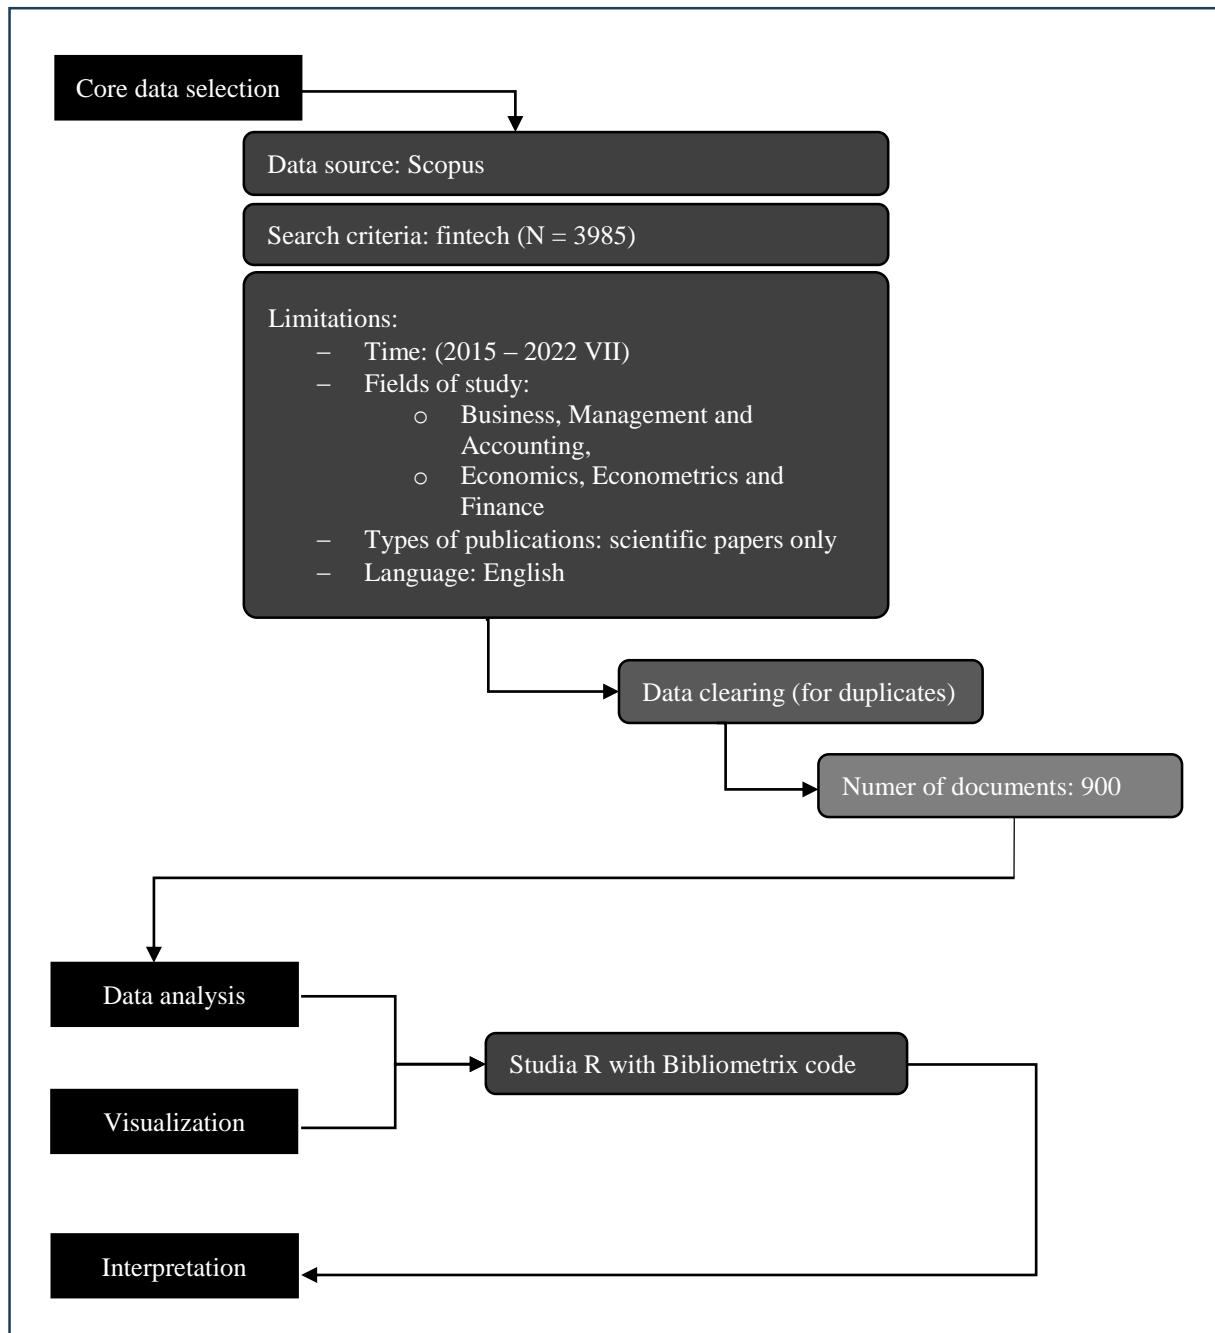 Core data selection
Data source: Scopus
Search criteria: fintech (N = 3985)
Limitations:
– Time: (2015 – 2022 VII)
– Fields of study:
o Business, Management and
Accounting,
o Economics, Econometrics and
Finance
– Types of publications: scientific papers only
– Language: English
Data clearing (for duplicates)
Numer of documents: 900
Data analysis
Studia R with Bibliometrix code
Visualization
Interpretation